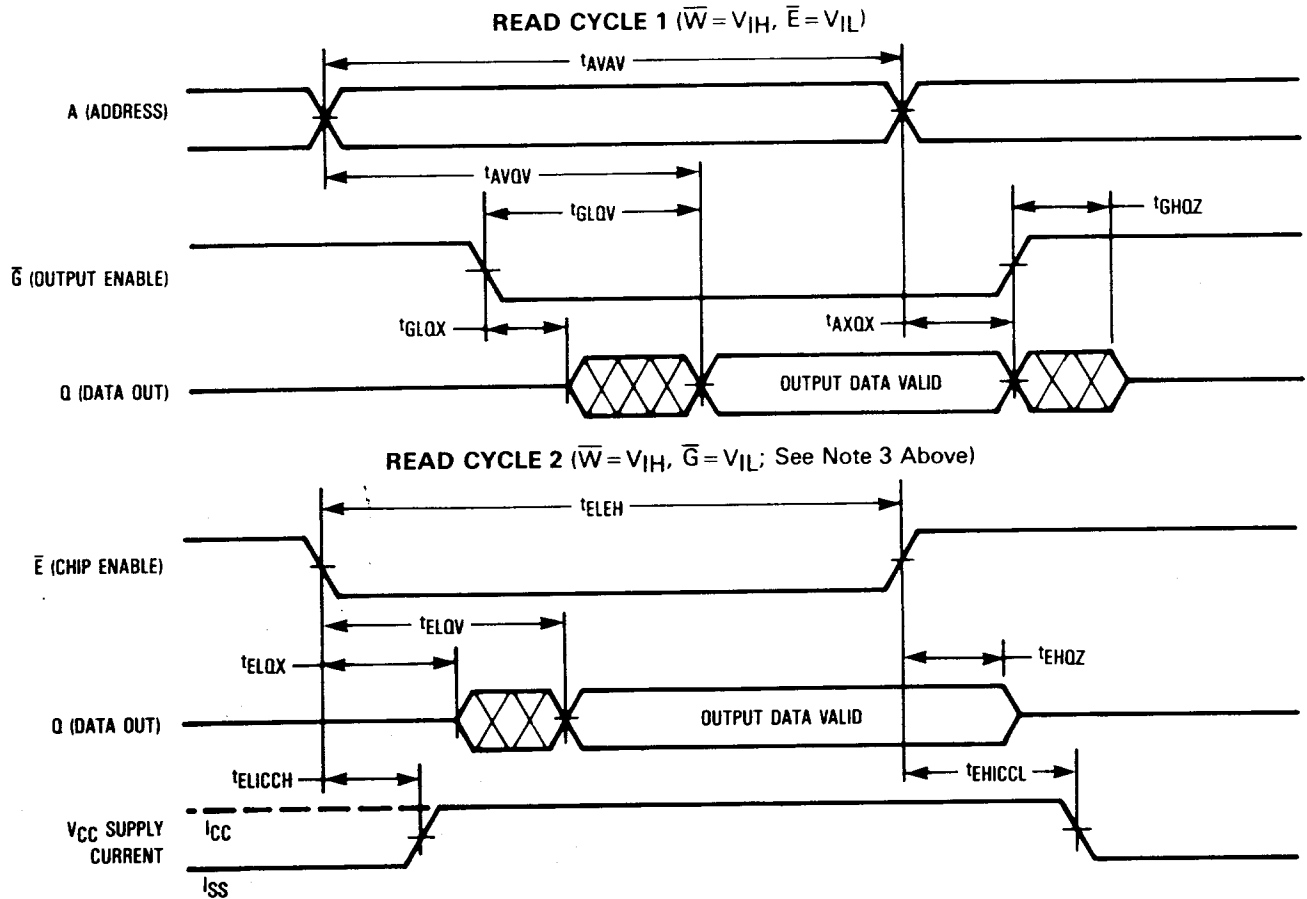 READ CYCLE 1 (W̅ = VIH, E̅ = VIL)
tAVAV
A (ADDRESS)
tAVQV
tGLQV
tGHQZ
G̅ (OUTPUT ENABLE)
tGLQX
tAXQX
Q (DATA OUT)
OUTPUT DATA VALID
READ CYCLE 2 (W̅ = VIH, G̅ = VIL; See Note 3 Above)
tELEH
E̅ (CHIP ENABLE)
tELQV
tELQX
tEHQZ
Q (DATA OUT)
OUTPUT DATA VALID
tELICCH
tEHICCL
VCC SUPPLY
CURRENT
ICC
ISS